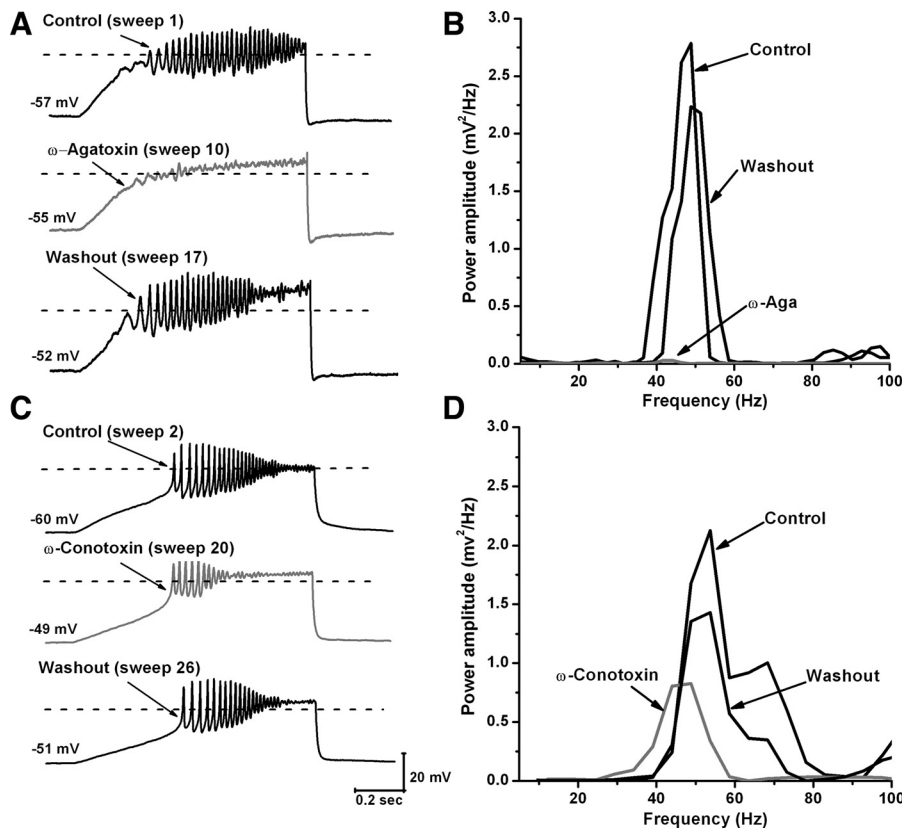 A
Control (sweep 1)
-57 mV
ω-Agatoxin (sweep 10)
-55 mV
Washout (sweep 17)
-52 mV
B
Power amplitude (mV²/Hz)
3.0
2.5
2.0
1.5
1.0
0.5
0.0
Control
Washout
ω-Aga
20
40
60
80
100
Frequency (Hz)
C
Control (sweep 2)
-60 mV
ω-Conotoxin (sweep 20)
-49 mV
Washout (sweep 26)
-51 mV
20 mV
0.2 sec
D
Power amplitude (mv²/Hz)
3.0
2.5
2.0
1.5
1.0
0.5
0.0
Control
ω-Conotoxin
Washout
20
40
60
80
100
Frequency (Hz)